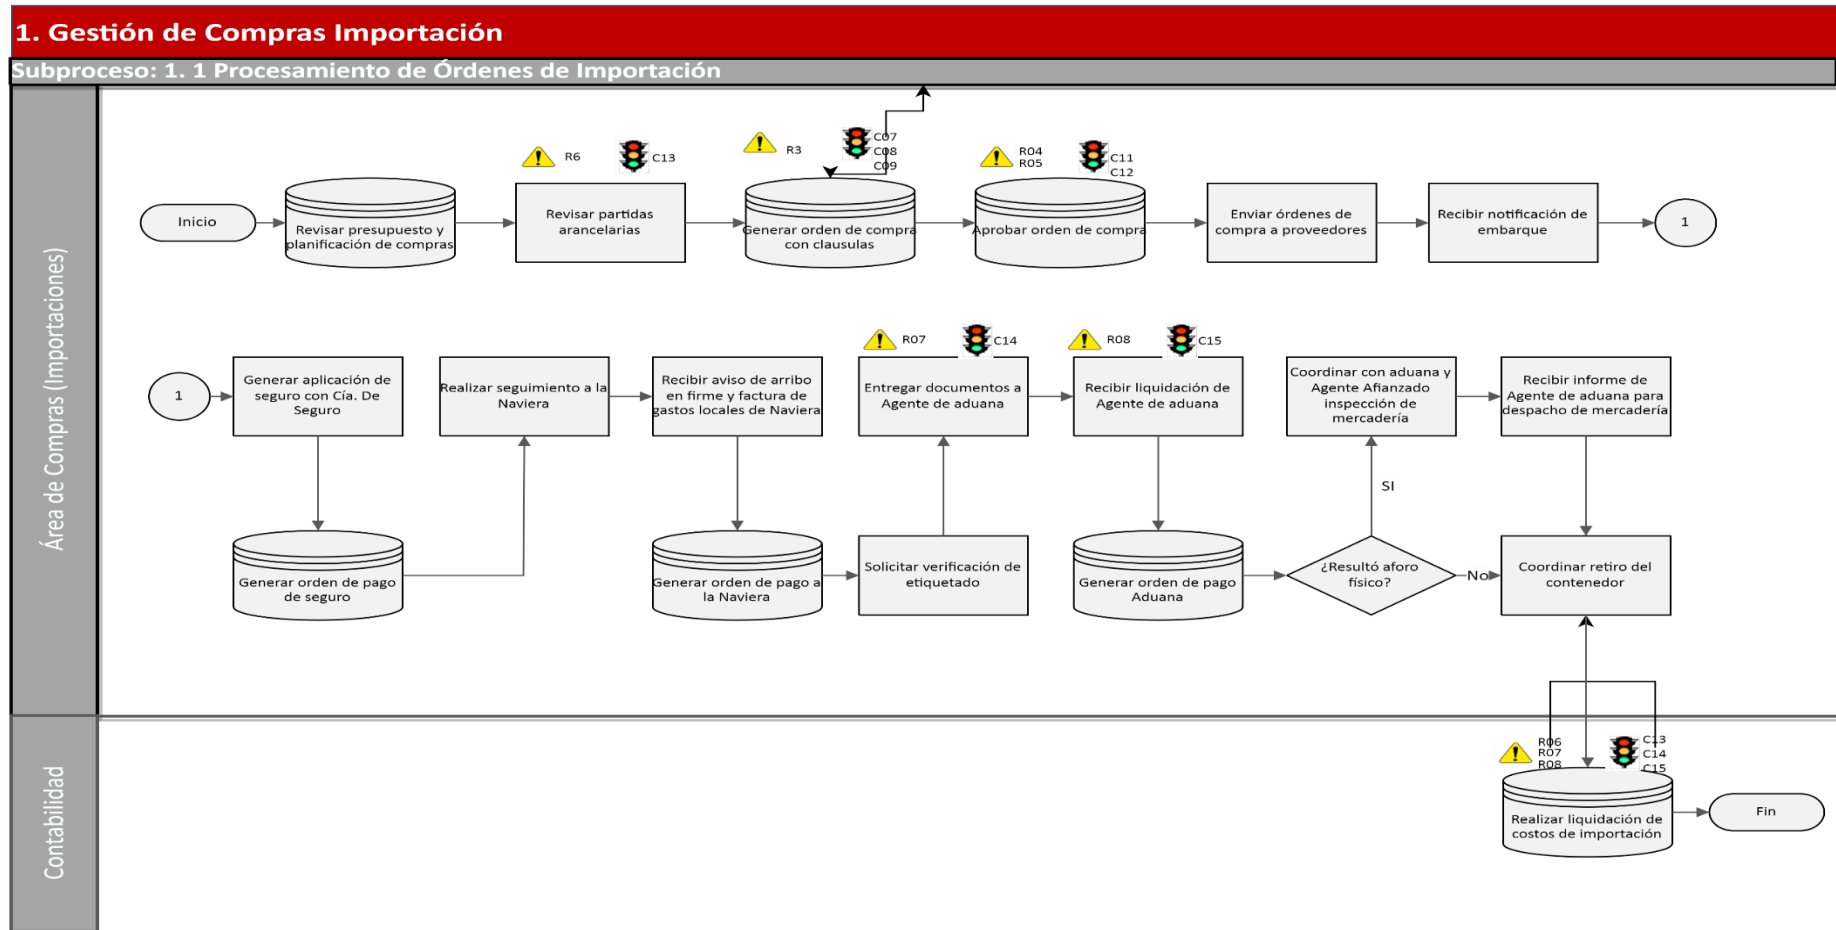 1. Gestión de Compras Importación
Subproceso: 1. 1 Procesamiento de Órdenes de Importación
Área de Compras (Importaciones)
R6
C13
R3
C07
C08
C09
R04
R05
C11
C12
Inicio
Revisar presupuesto y
planificación de compras
Revisar partidas
arancelarias
Generar orden de compra
con clausulas
Aprobar orden de compra
Enviar órdenes de
compra a proveedores
Recibir notificación de
embarque
1
R07
C14
R08
C15
1
Generar aplicación de
seguro con Cía. De
Seguro
Realizar seguimiento a la
Naviera
Recibir aviso de arribo
en firme y factura de
gastos locales de Naviera
Entregar documentos a
Agente de aduana
Recibir liquidación de
Agente de aduana
Coordinar con aduana y
Agente Afianzado
inspección de
mercadería
Recibir informe de
Agente de aduana para
despacho de mercadería
SI
Generar orden de pago
de seguro
Generar orden de pago a
la Naviera
Solicitar verificación de
etiquetado
Generar orden de pago
Aduana
¿Resultó aforo
físico?
No
Coordinar retiro del
contenedor
Contabilidad
R06
R07
R08
C13
C14
C15
Realizar liquidación de
costos de importación
Fin